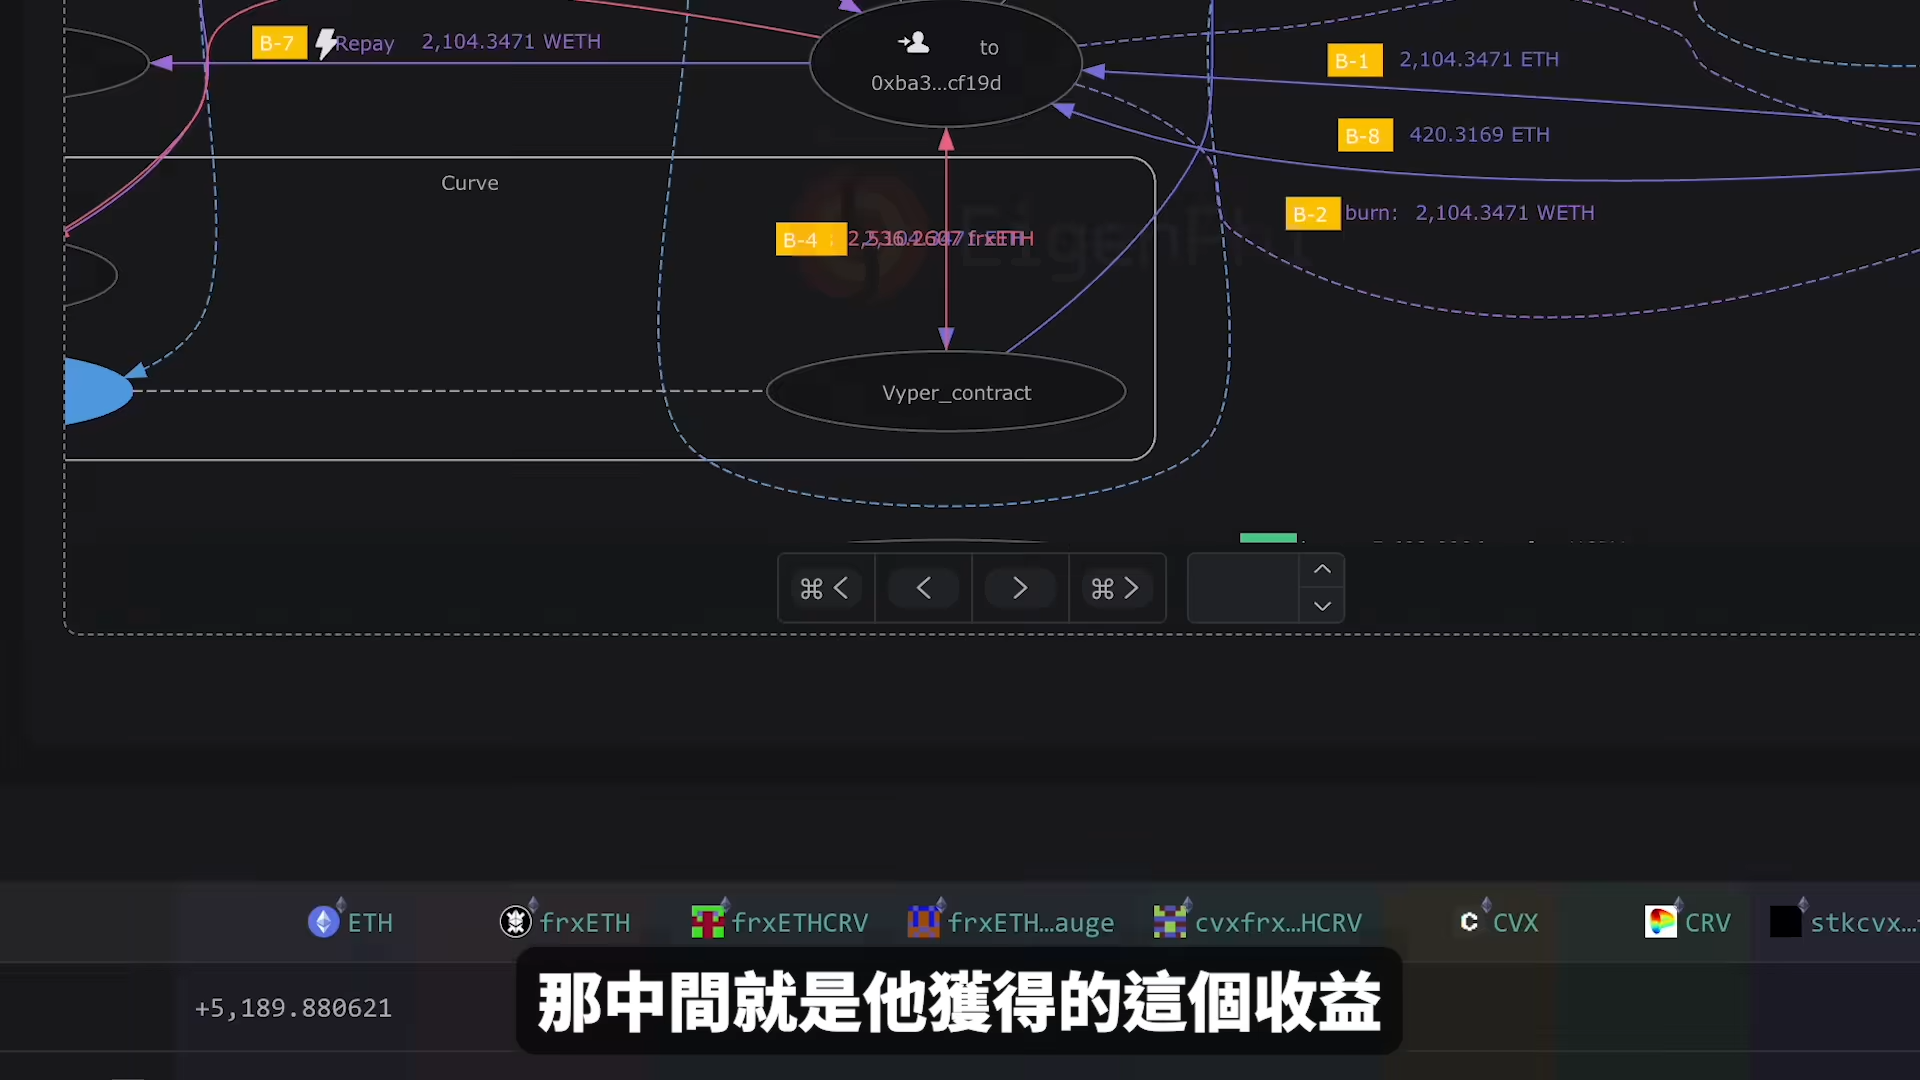 B-7 Repay 2,104.3471 WETH
to
0xba3...cf19d
B-1 2,104.3471 ETH
B-8 420.3169 ETH
Curve
B-2 burn: 2,104.3471 WETH
B-4
EigenPhi
Vyper_contract
⌘ < < > ⌘ >
ETH frxETH frxETHCRV frxETH...auge cvxfrx...HCRV CVX CRV stkcvx...
+5,189.880621
那中間就是他獲得的這個收益